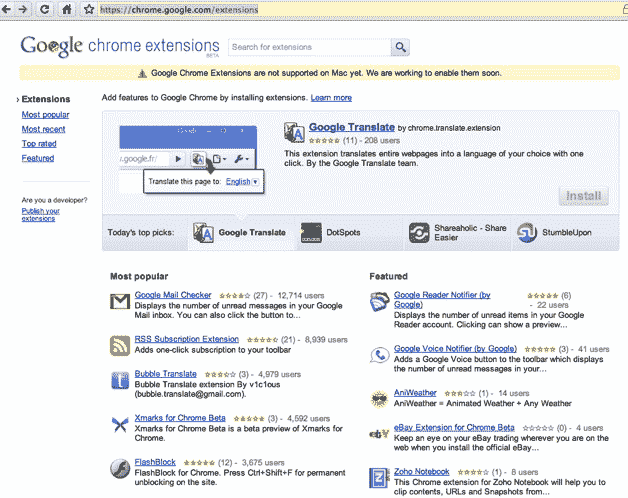 https://chrome.google.com/extensions
Google chrome extensions
BETA
Search for extensions
Google Chrome Extensions are not supported on Mac yet. We are working to enable them soon.
Extensions
Most popular
Most recent
Top rated
Featured
Are you a developer?
Publish your
extensions
Add features to Google Chrome by installing extensions. Learn more
.google.fr/
Translate this page to: English
Google Translate by chrome.translate.extension
(11) - 208 users
This extension translates entire webpages into a language of your choice with one
click. By the Google Translate team.
Install
Today's top picks:
Google Translate
DotSpots
Shareaholic - Share
Easier
StumbleUpon
Most popular
Google Mail Checker (27) - 12,714 users
Displays the number of unread messages in your Google
Mail inbox. You can also click the button to...
RSS Subscription Extension (21) - 8,939 users
Adds one-click subscription to your toolbar
Bubble Translate (3) - 4,979 users
Bubble Translate extension By v1c1ous
(bubble.translate@gmail.com).
Xmarks for Chrome Beta (3) - 4,592 users
Xmarks for Chrome Beta is a beta preview of Xmarks for
Chrome.
FlashBlock (12) - 3,675 users
FlashBlock for Chrome. Press Ctrl+Shift+F for permanent
unblocking on the site.
Featured
Google Reader Notifier (by
Google) (6)
- 22 users
Displays the number of unread items in your Google
Reader account. Clicking can show a preview...
Google Voice Notifier (by Google) (3) - 41 users
Adds a Google Voice button to the toolbar which displays
the number of unread messages in your...
AniWeather (1) - 14 users
AniWeather = Animated Weather + Any Weather
eBay Extension for Chrome Beta (0) - 4 users
Keep an eye on your eBay trading wherever you are on the
web when you install the official eBay...
Zoho Notebook (1) - 8 users
This Chrome extension for Zoho Notebook will help you to
clip contents, URLs and Snapshots from...